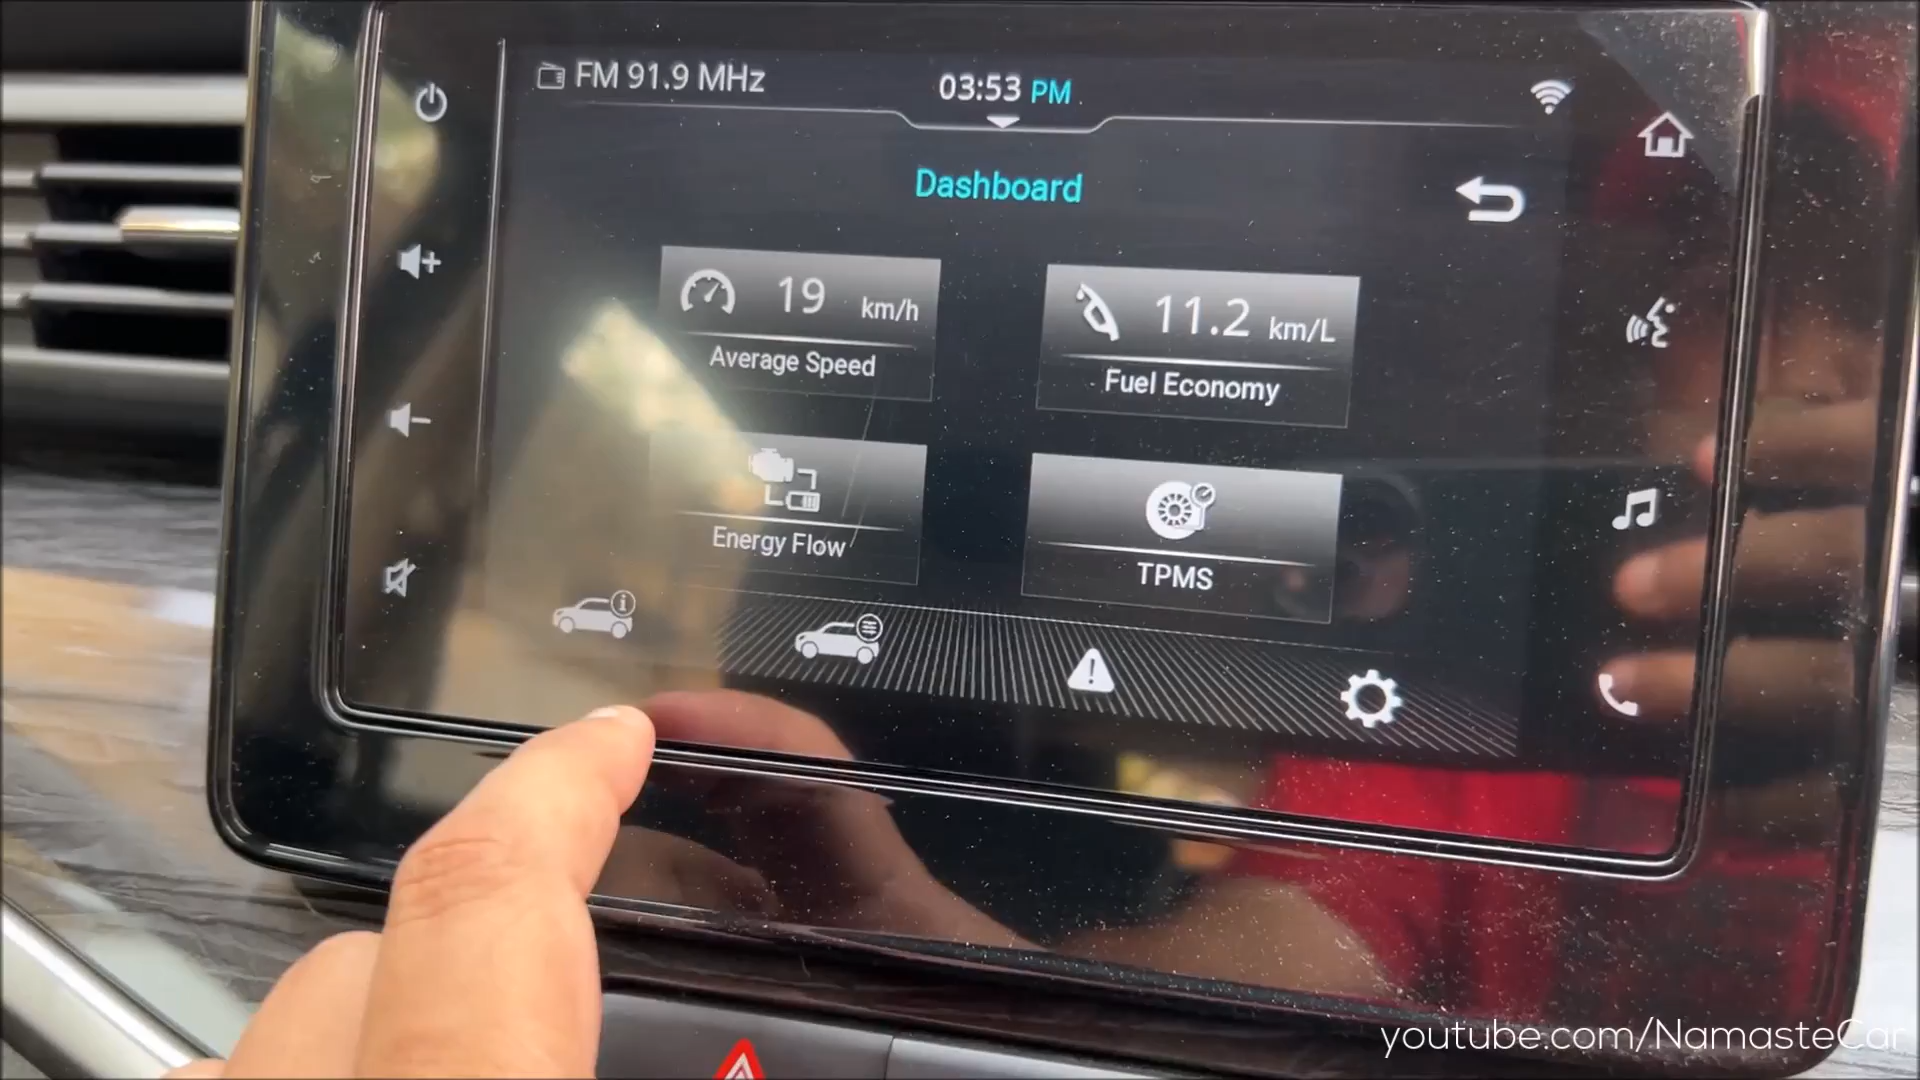 FM 91.9 MHz
03:53 PM
Dashboard
19 km/h
Average Speed
11.2 km/L
Fuel Economy
Energy Flow
TPMS
youtube.com/NamasteCar